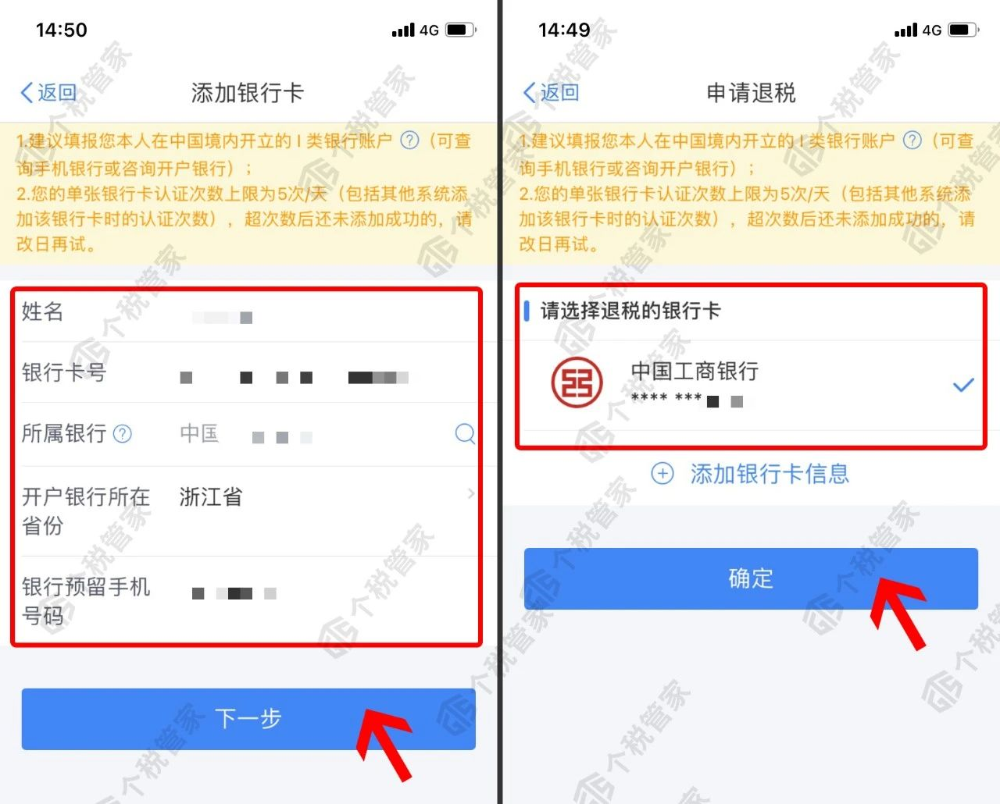 14:50
4G
返回
添加银行卡
1.建议填报您本人在中国境内开立的 I 类银行账户 ?（可查
询手机银行或咨询开户银行）；
2.您的单张银行卡认证次数上限为5次/天（包括其他系统添
加该银行卡时的认证次数），超次数后还未添加成功的，请
改日再试。
姓名
银行卡号
所属银行 ?
中国
开户银行所在
省份
浙江省
银行预留手机
号码
下一步
14:49
4G
返回
申请退税
1.建议填报您本人在中国境内开立的 I 类银行账户 ?（可查
询手机银行或咨询开户银行）；
2.您的单张银行卡认证次数上限为5次/天（包括其他系统添
加该银行卡时的认证次数），超次数后还未添加成功的，请
改日再试。
请选择退税的银行卡
中国工商银行
**** ***
添加银行卡信息
确定
个税管家